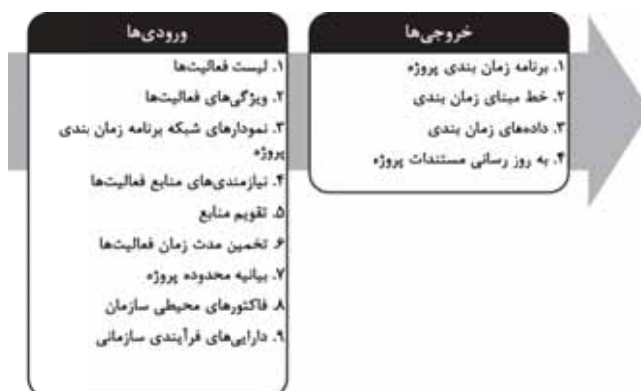 ورودی‌ها
۱. لیست فعالیت‌ها
۲. ویژگی‌های فعالیت‌ها
۳. نمودارهای شبکه برنامه زمان بندی
پروژه
۴. نیازمندی‌های منابع فعالیت‌ها
۵. تقویم منابع
۶. تخمین مدت زمان فعالیت‌ها
۷. بیانیه محدوده پروژه
۸. فاکتورهای محیطی سازمان
۹. دارایی‌های فرآیندی سازمانی
خروجی‌ها
۱. برنامه زمان بندی پروژه
۲. خط مبنای زمان بندی
۳. داده‌های زمان بندی
۴. به روز رسانی مستندات پروژه